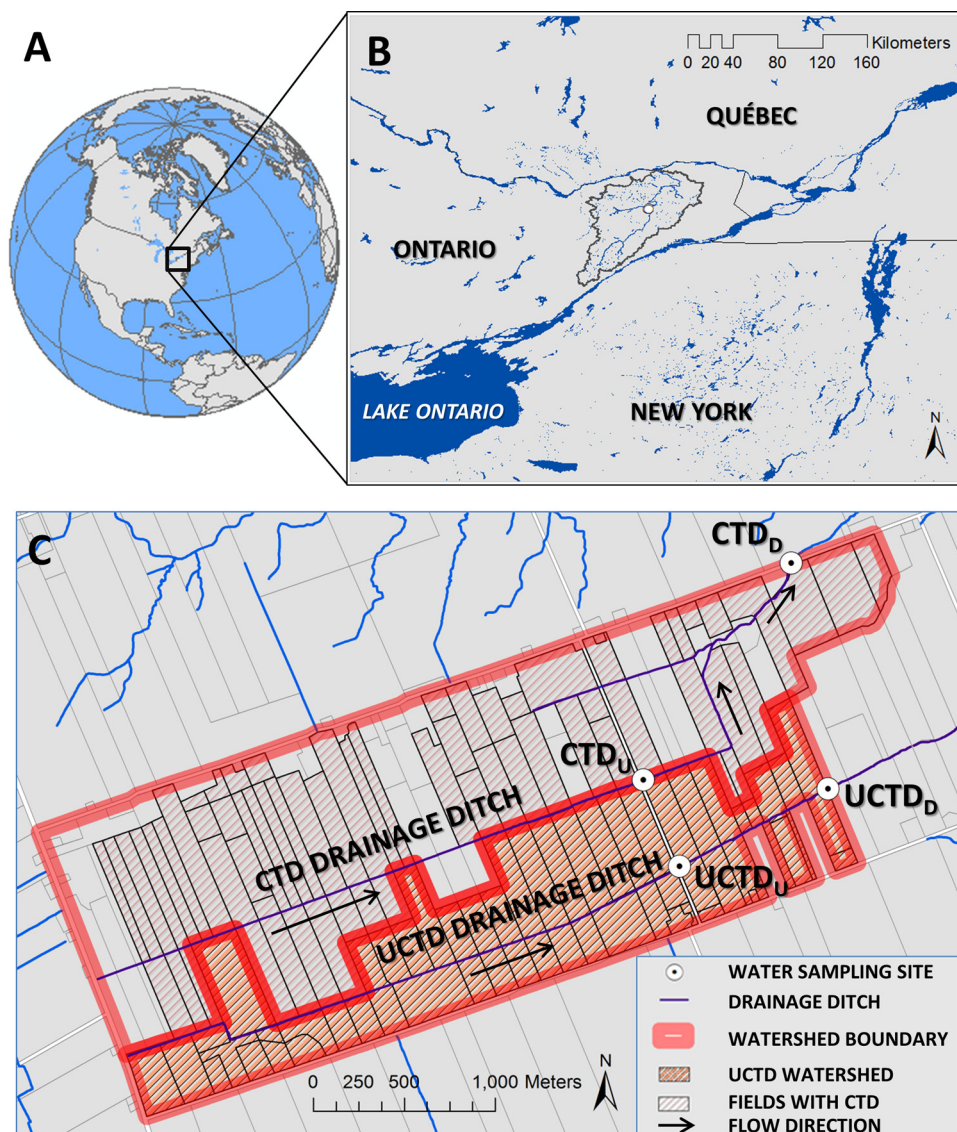 A
B
Kilometers
0 20 40 80 120 160
QUÉBEC
ONTARIO
LAKE ONTARIO
NEW YORK
N
C
CTDD
CTDU
CTD DRAINAGE DITCH
UCTDD
UCTDU
UCTD DRAINAGE DITCH
WATER SAMPLING SITE
DRAINAGE DITCH
WATERSHED BOUNDARY
UCTD WATERSHED
FIELDS WITH CTD
FLOW DIRECTION
N
0 250 500 1,000 Meters